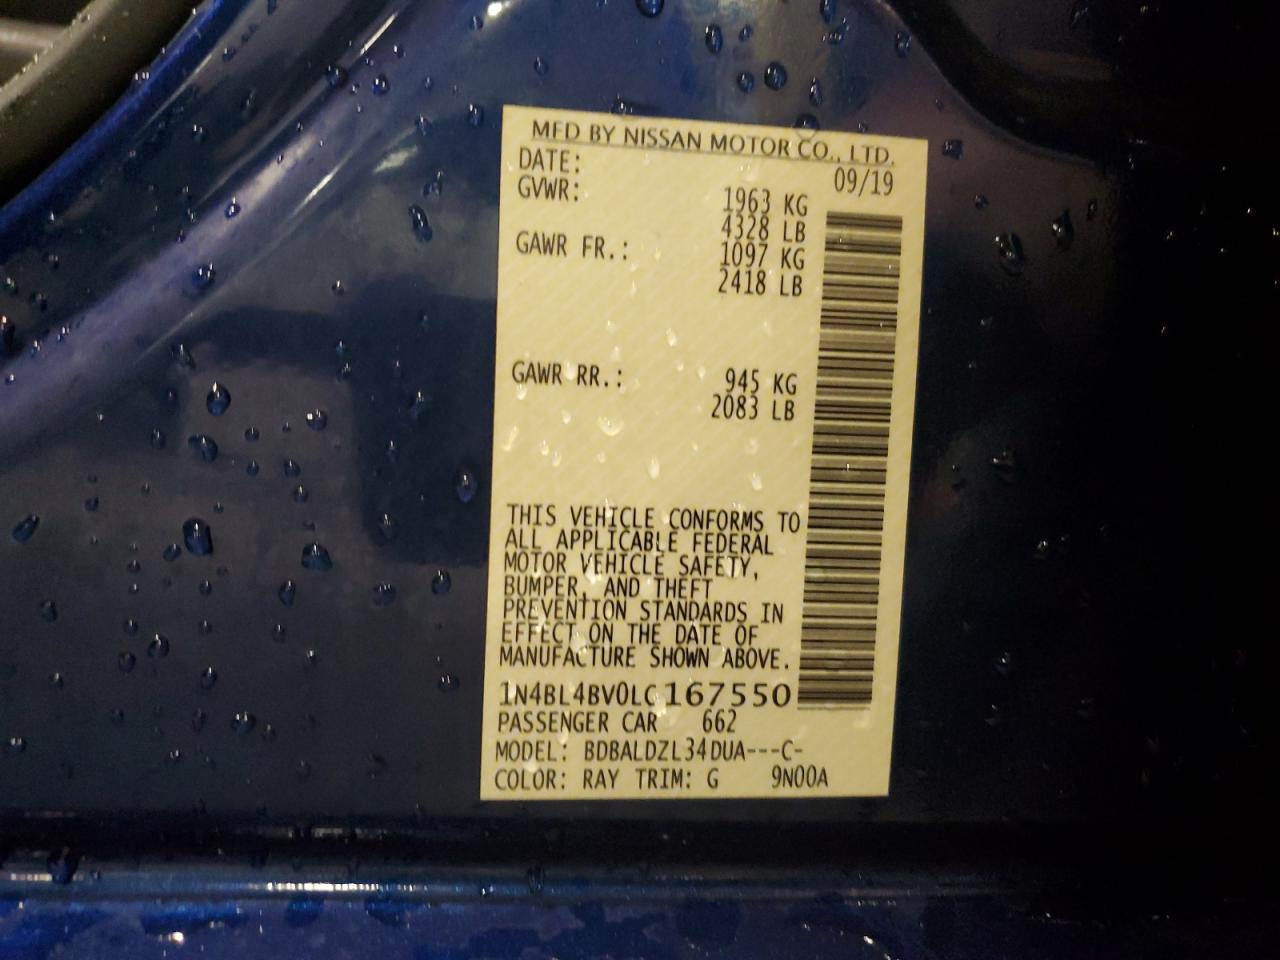 MFD BY NISSAN MOTOR CO., LTD.
DATE: 09/19
GVWR: 1963 KG
4328 LB
GAWR FR.: 1097 KG
2418 LB
GAWR RR.: 945 KG
2083 LB
THIS VEHICLE CONFORMS TO
ALL APPLICABLE FEDERAL
MOTOR VEHICLE SAFETY,
BUMPER, AND THEFT
PREVENTION STANDARDS IN
EFFECT ON THE DATE OF
MANUFACTURE SHOWN ABOVE.
1N4BL4BV0LC167550
PASSENGER CAR 662
MODEL: BDBALDZL34DUA---C-
COLOR: RAY TRIM: G 9N00A